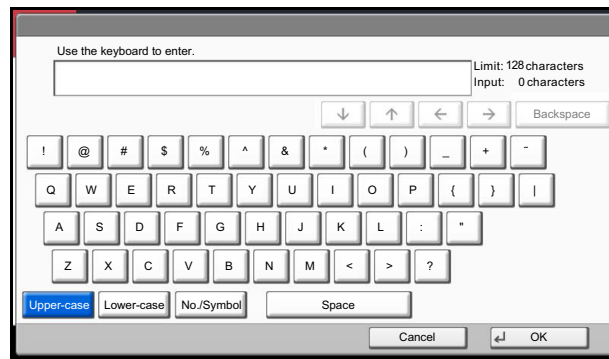 Use the keyboard to enter.
Limit: 128 characters
Input: 0 characters
↓ ↑ ← → Backspace
! @ # $ % ^ & * ( ) _ + ~
Q W E R T Y U I O P { } |
A S D F G H J K L : "
Z X C V B N M < > ?
Upper-case Lower-case No./Symbol Space
Cancel ↵ OK